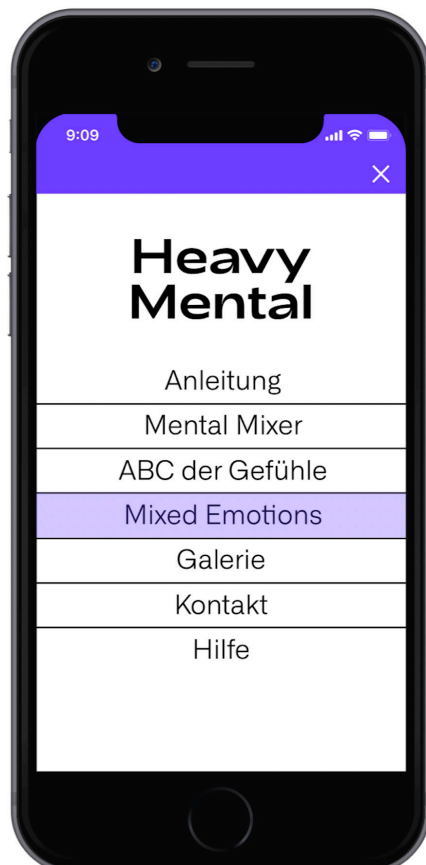 9:09
Heavy
Mental
Anleitung
Mental Mixer
ABC der Gefühle
Mixed Emotions
Galerie
Kontakt
Hilfe